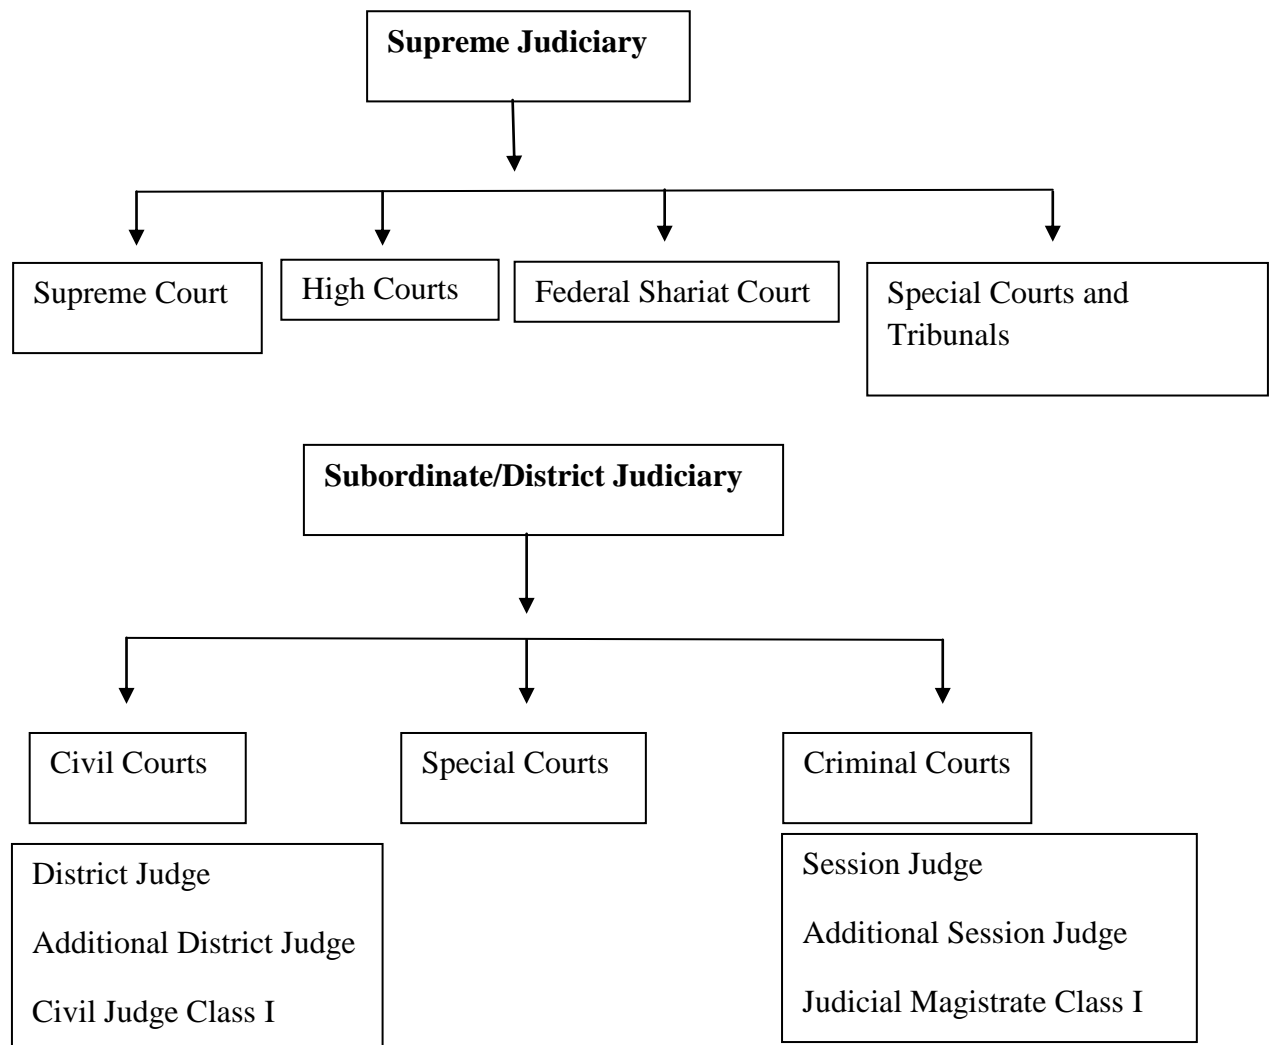 Supreme Judiciary
Supreme Court
High Courts
Federal Shariat Court
Special Courts and
Tribunals
Subordinate/District Judiciary
Civil Courts
Special Courts
Criminal Courts
District Judge
Additional District Judge
Civil Judge Class I
Session Judge
Additional Session Judge
Judicial Magistrate Class I